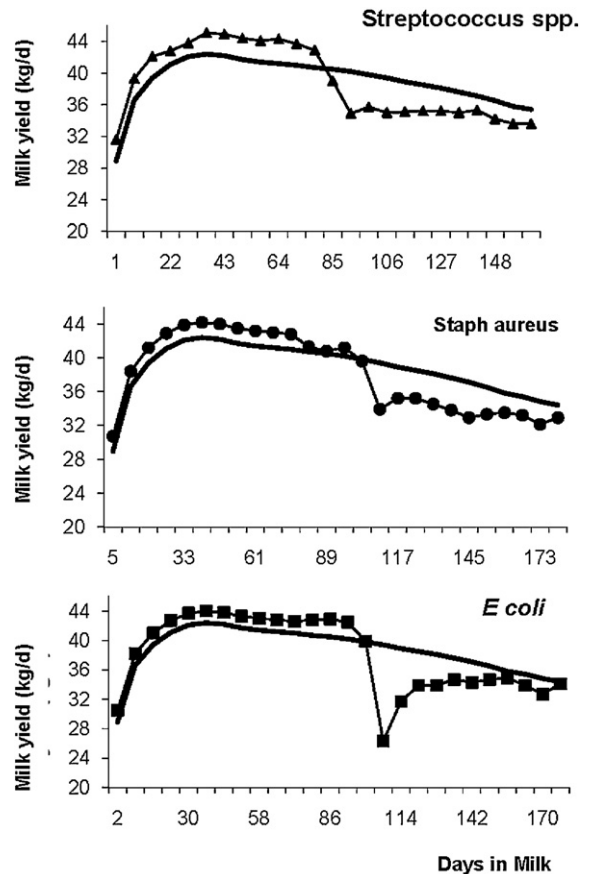 Streptococcus spp.
Milk yield (kg/d)
44
40
36
32
28
24
20
1 22 43 64 85 106 127 148
Staph aureus
Milk yield (kg/d)
44
40
36
32
28
24
20
5 33 61 89 117 145 173
E coli
Milk yield (kg/d)
44
40
36
32
28
24
20
2 30 58 86 114 142 170
Days in Milk